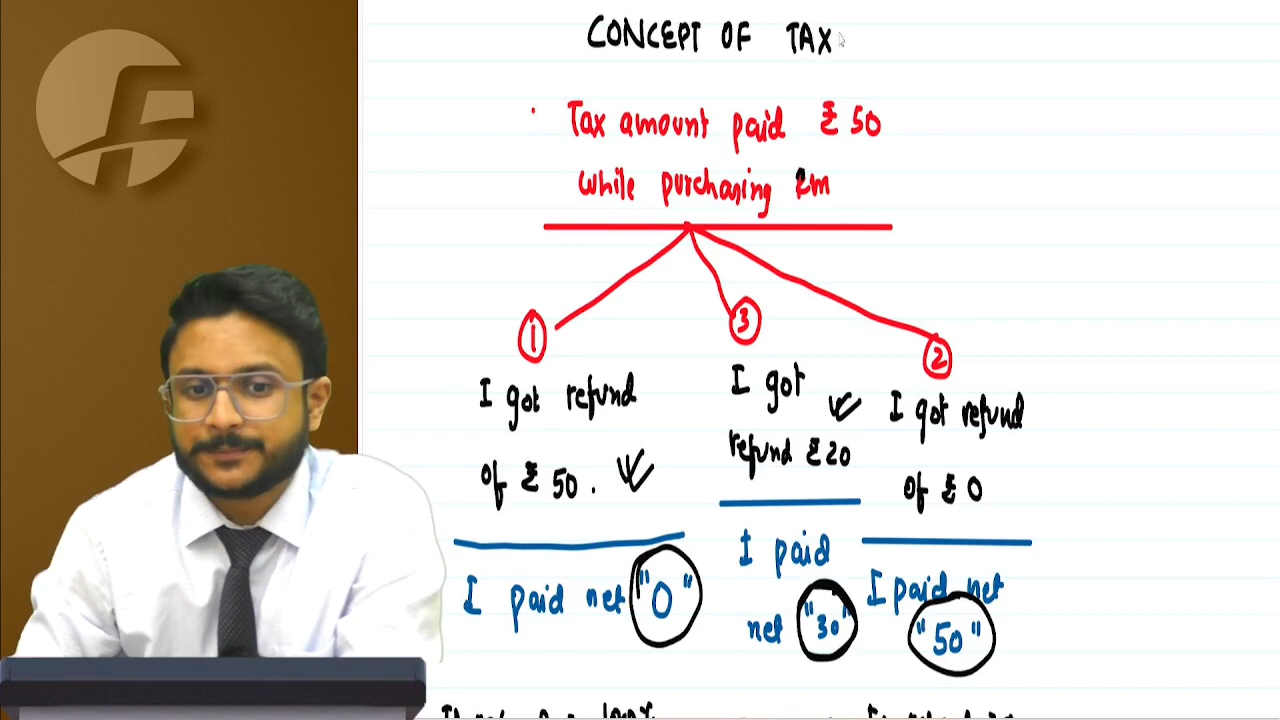 CONCEPT OF TAX
Tax amount paid ₹ 50
while purchasing RM
①
I got refund
of ₹ 50.
I paid net "0"
③
I got
refund ₹ 20
I paid
net "30"
②
I got refund
of ₹ 0
I paid net
"50"